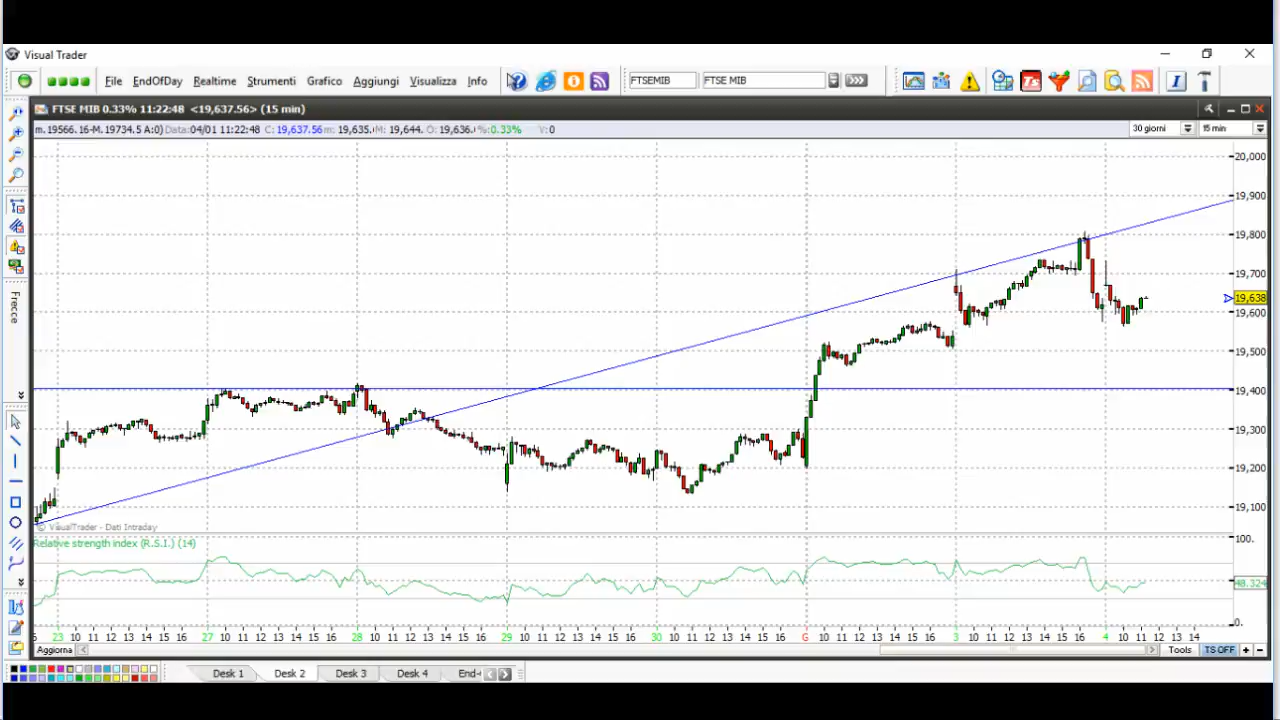 Visual Trader
File EndOfDay Realtime Strumenti Grafico Aggiungi Visualizza Info FTSEMIB FTSE MIB
FTSE MIB 0.33% 11:22:48 <19,637.56> (15 min)
m. 19566.16-M. 19734.5 A:0) Data:04/01 11:22:48 C: 19,637.56 m: 19,635. M: 19,644. O: 19,636. %:0.33% V: 0 30 giorni 15 min
20,000
19,900
19,800
19,700
19,638
19,600
19,500
19,400
19,300
19,200
19,100
Frecce
© VisualTrader - Dati Intraday
Relative strength index (R.S.I.) (14)
100.
48.324
0.
23 10 11 12 13 14 15 16 27 10 11 12 13 14 15 16 28 10 11 12 13 14 15 16 29 10 11 12 13 14 15 16 30 10 11 12 13 14 15 16 G 10 11 12 13 14 15 16 3 10 11 12 13 14 15 16 4 10 11 12 13 14
Aggiorna Tools TS OFF
Desk 1 Desk 2 Desk 3 Desk 4 End-